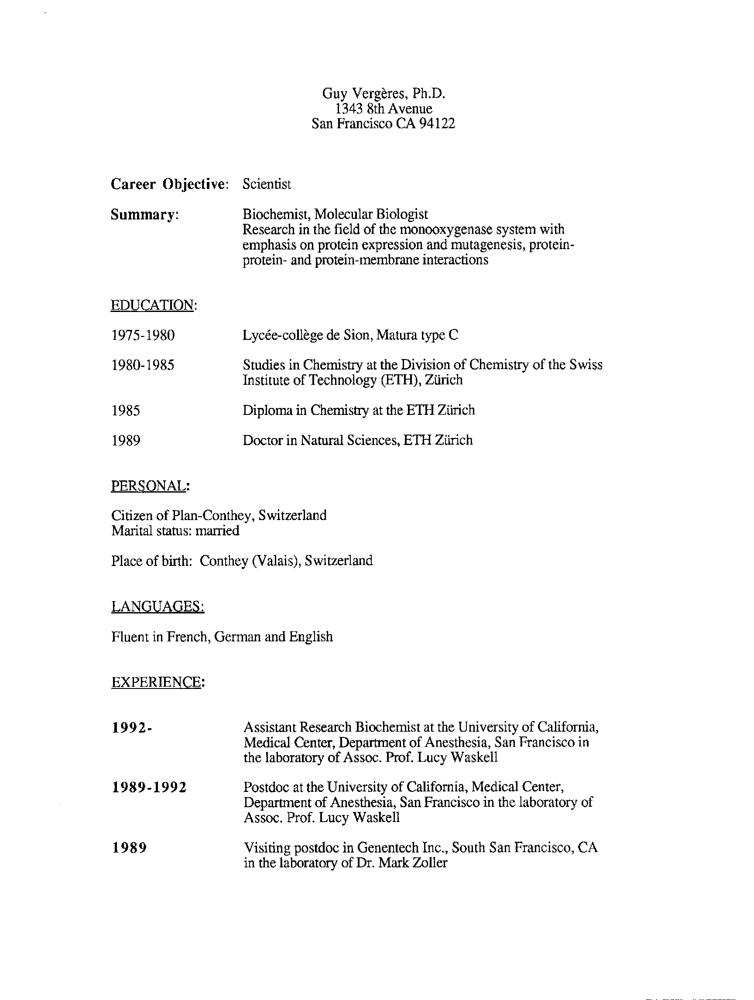 Guy Vergères, Ph.D.
1343 8th Avenue
San Francisco CA 94122
Career Objective: Scientist
Summary: Biochemist, Molecular Biologist
Research in the field of the monooxygenase system with
emphasis on protein expression and mutagenesis, protein-
protein- and protein-membrane interactions
EDUCATION:
1975-1980 Lycée-collège de Sion, Matura type C
1980-1985 Studies in Chemistry at the Division of Chemistry of the Swiss
Institute of Technology (ETH), Zürich
1985 Diploma in Chemistry at the ETH Zürich
1989 Doctor in Natural Sciences, ETH Zürich
PERSONAL:
Citizen of Plan-Conthey, Switzerland
Marital status: married
Place of birth: Conthey (Valais), Switzerland
LANGUAGES:
Fluent in French, German and English
EXPERIENCE:
1992- Assistant Research Biochemist at the University of California,
Medical Center, Department of Anesthesia, San Francisco in
the laboratory of Assoc. Prof. Lucy Waskell
1989-1992 Postdoc at the University of California, Medical Center,
Department of Anesthesia, San Francisco in the laboratory of
Assoc. Prof. Lucy Waskell
1989 Visiting postdoc in Genentech Inc., South San Francisco, CA
in the laboratory of Dr. Mark Zoller